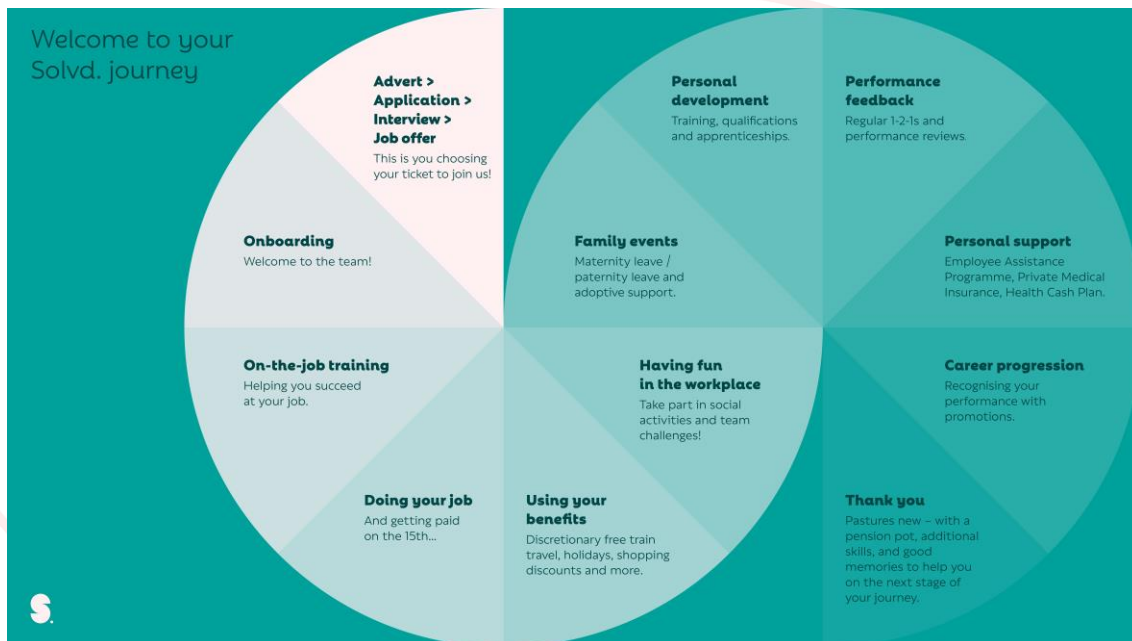 Welcome to your
Solvd. journey
Advert >
Application >
Interview >
Job offer
This is you choosing
your ticket to join us!
Onboarding
Welcome to the team!
On-the-job training
Helping you succeed
at your job.
Doing your job
And getting paid
on the 15th...
Using your
benefits
Discretionary free train
travel, holidays, shopping
discounts and more.
Having fun
in the workplace
Take part in social
activities and team
challenges!
Family events
Maternity leave /
paternity leave and
adoptive support.
Personal
development
Training, qualifications
and apprenticeships.
Performance
feedback
Regular 1-2-1s and
performance reviews.
Personal support
Employee Assistance
Programme, Private Medical
Insurance, Health Cash Plan.
Career progression
Recognising your
performance with
promotions.
Thank you
Pastures new – with a
pension pot, additional
skills, and good
memories to help you
on the next stage of
your journey.
S.